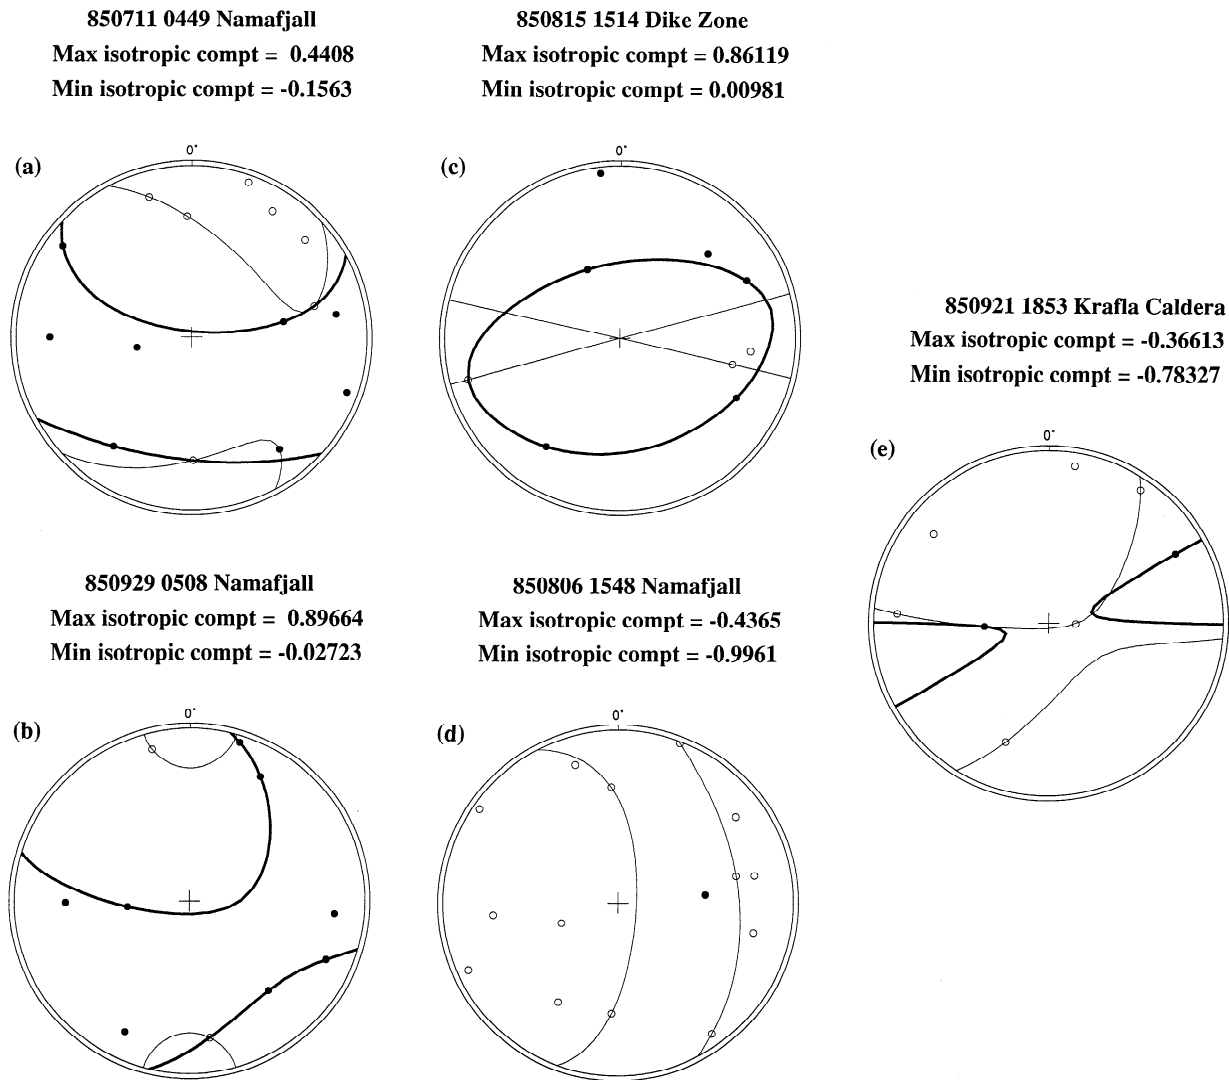 850711 0449 Namafjall
Max isotropic compt = 0.4408
Min isotropic compt = -0.1563
(a)
0°
850815 1514 Dike Zone
Max isotropic compt = 0.86119
Min isotropic compt = 0.00981
(c)
0°
850921 1853 Krafla Caldera
Max isotropic compt = -0.36613
Min isotropic compt = -0.78327
(e)
0°
850929 0508 Namafjall
Max isotropic compt = 0.89664
Min isotropic compt = -0.02723
(b)
0°
850806 1548 Namafjall
Max isotropic compt = -0.4365
Min isotropic compt = -0.9961
(d)
0°